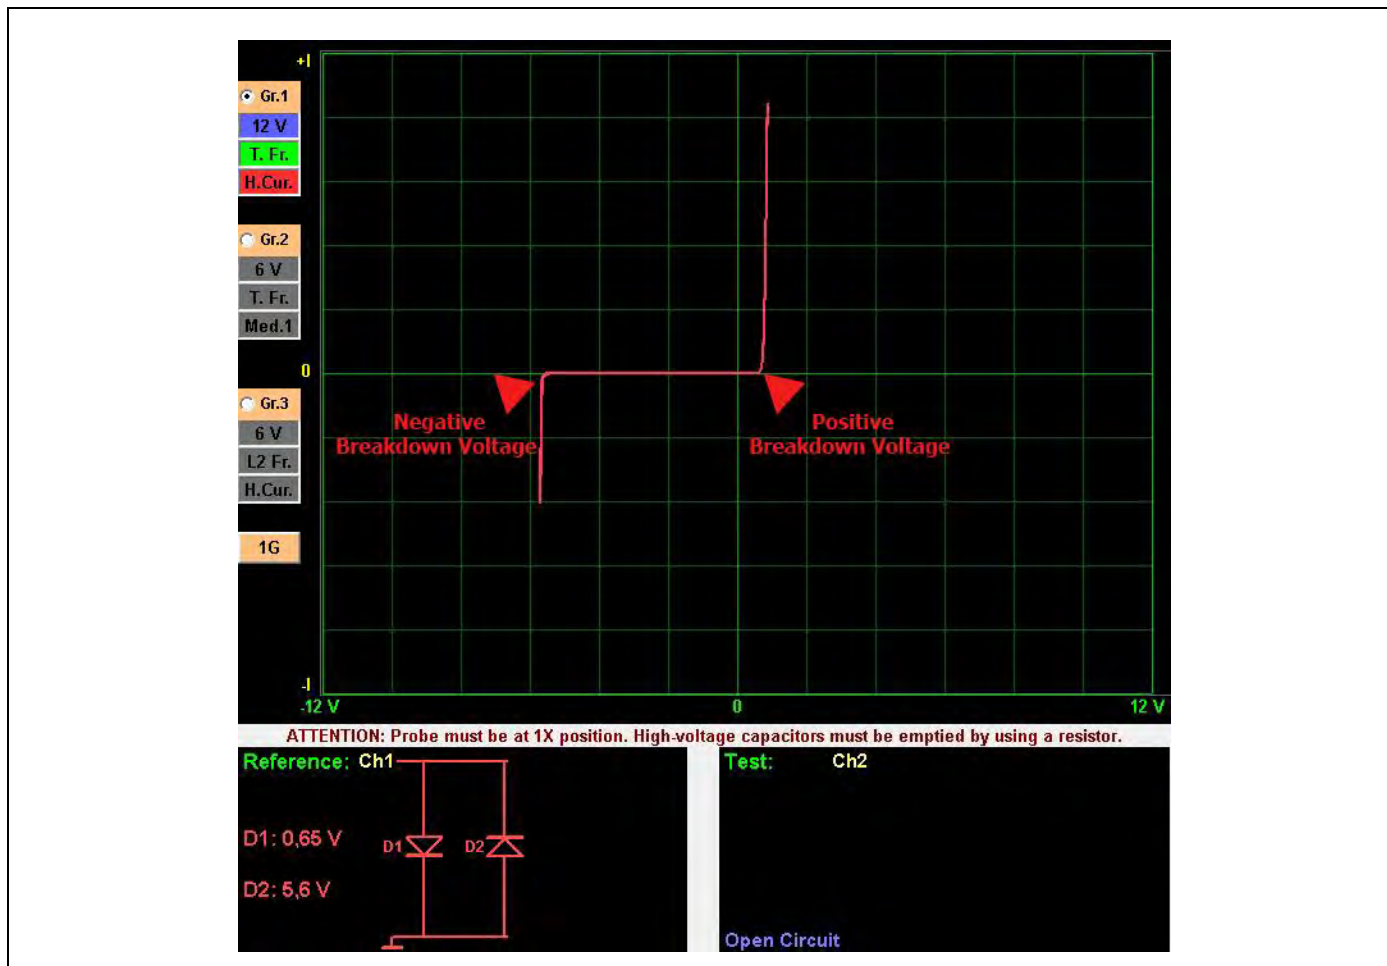 +I
Gr.1
12 V
T. Fr.
H.Cur.
Gr.2
6 V
T. Fr.
Med.1
0
Gr.3
6 V
L2 Fr.
H.Cur.
1G
Negative
Breakdown Voltage
Positive
Breakdown Voltage
-I
-12 V
0
12 V
ATTENTION: Probe must be at 1X position. High-voltage capacitors must be emptied by using a resistor.
Reference: Ch1
D1: 0,65 V
D1
D2
D2: 5,6 V
Test: Ch2
Open Circuit